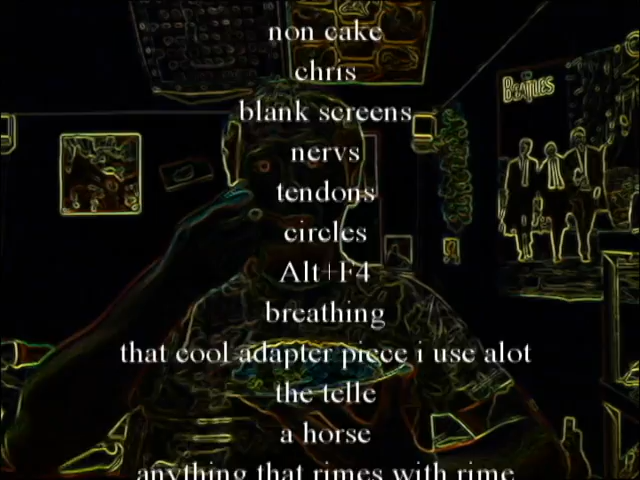 non cake
chris
blank screens
nervs
tendons
circles
Alt+F4
breathing
that cool adapter piece i use alot
the telle
a horse
anything that rimes with rime
BEATLES